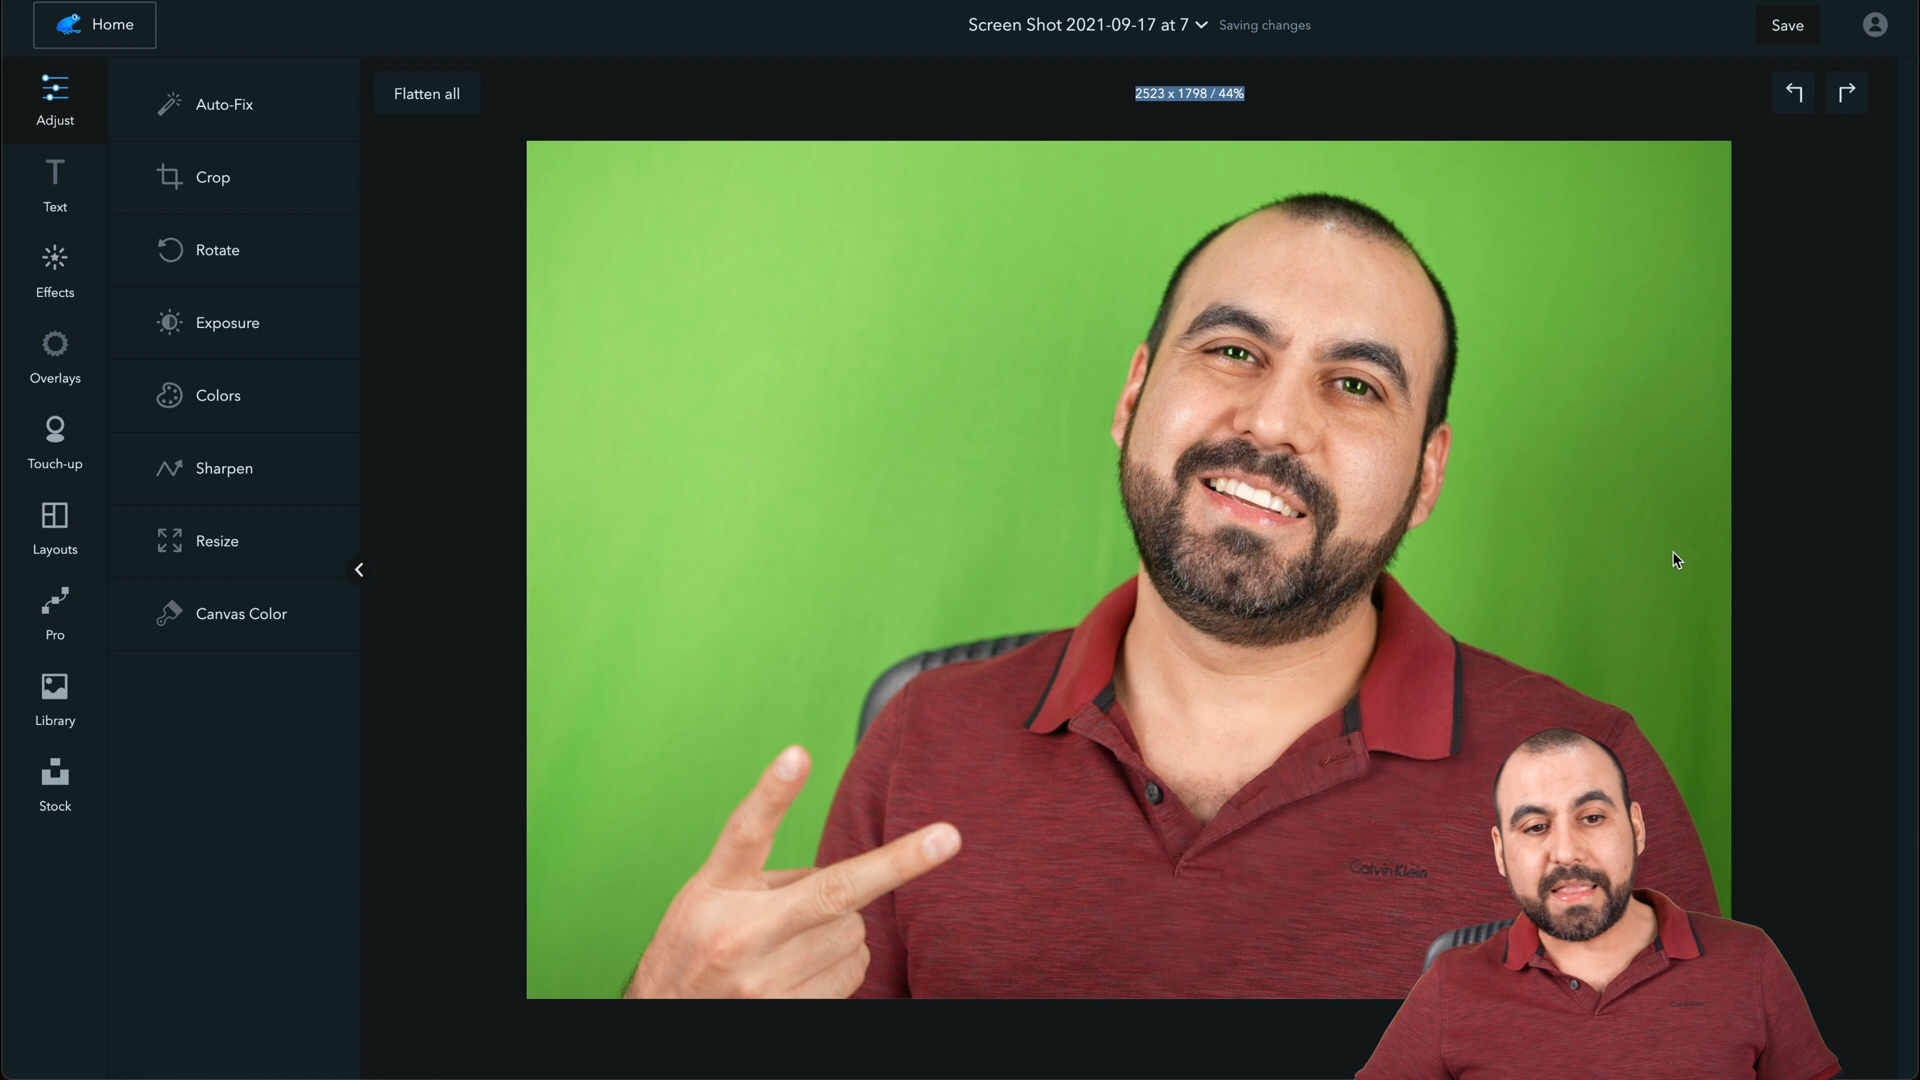 Home
Screen Shot 2021-09-17 at 7
Saving changes
Save
Adjust
Text
Effects
Overlays
Touch-up
Layouts
Pro
Library
Stock
Auto-Fix
Crop
Rotate
Exposure
Colors
Sharpen
Resize
Canvas Color
Flatten all
2523 x 1798 / 44%
Calvin Klein
Calvin Klein